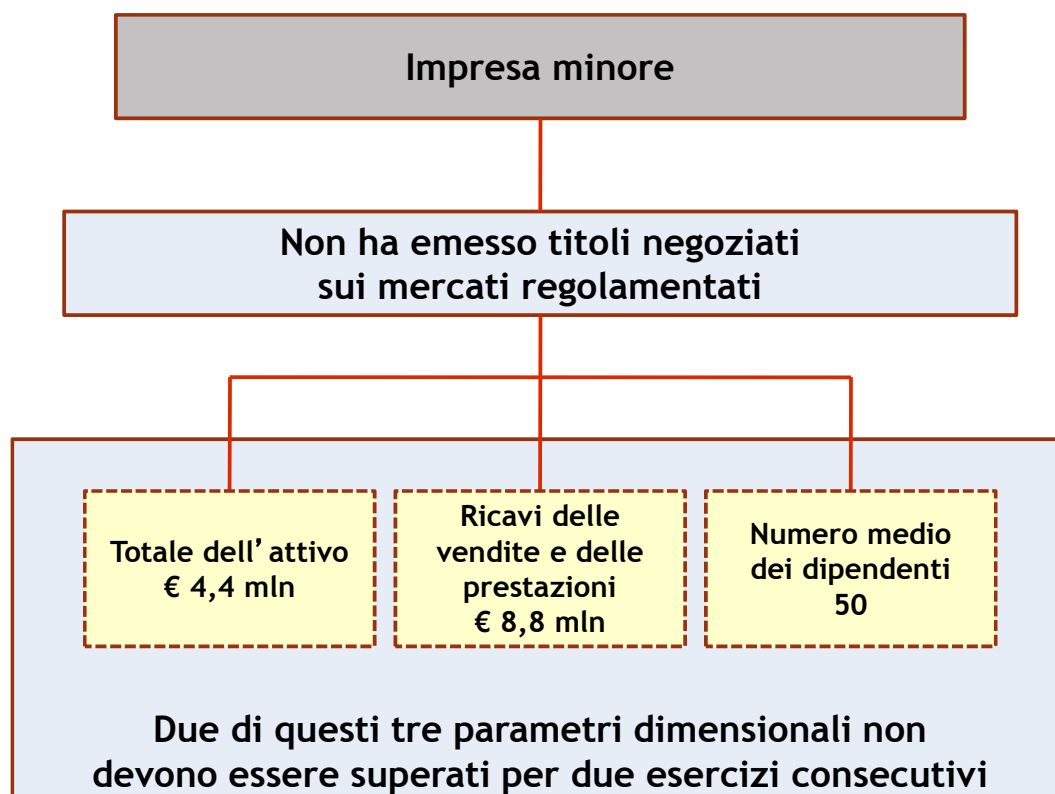 Impresa minore
Non ha emesso titoli negoziati
sui mercati regolamentati
Totale dell’attivo
€ 4,4 mln
Ricavi delle
vendite e delle
prestazioni
€ 8,8 mln
Numero medio
dei dipendenti
50
Due di questi tre parametri dimensionali non
devono essere superati per due esercizi consecutivi